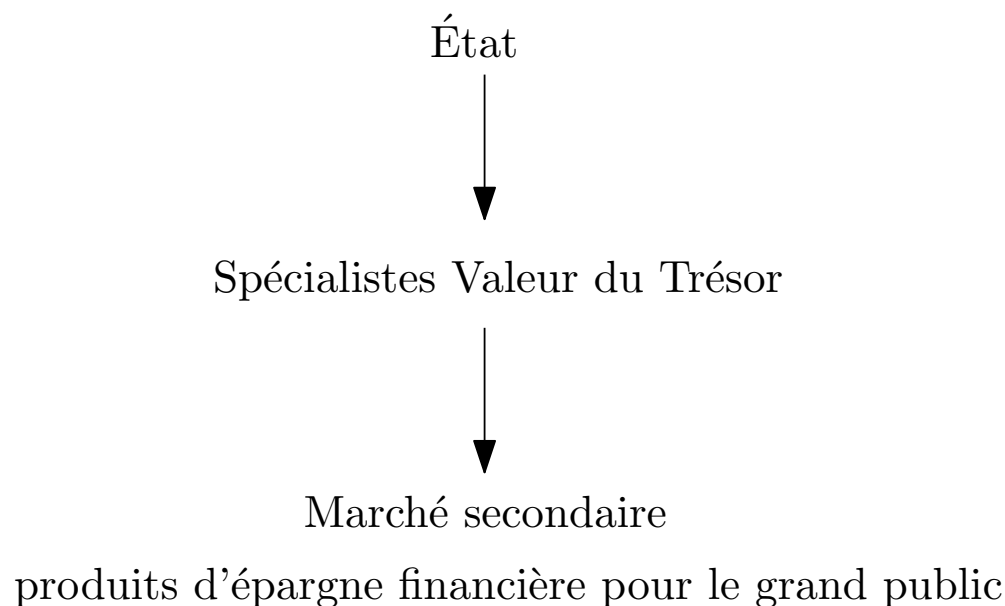 État
Spécialistes Valeur du Trésor
Marché secondaire
produits d'épargne financière pour le grand public